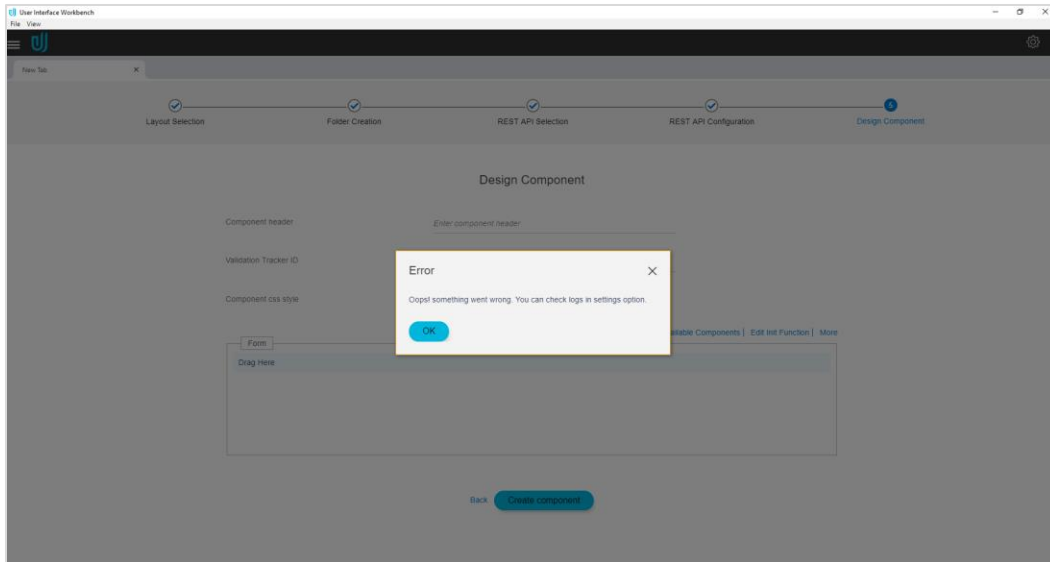 User Interface Workbench
File View
New Tab
Layout Selection
Folder Creation
REST API Selection
REST API Configuration
5
Design Component
Design Component
Component header
Enter component header
Validation Tracker ID
Component css style
Error
Oops! something went wrong. You can check logs in settings option.
OK
ailable Components | Edit Init Function | More
Form
Drag Here
Back
Create component